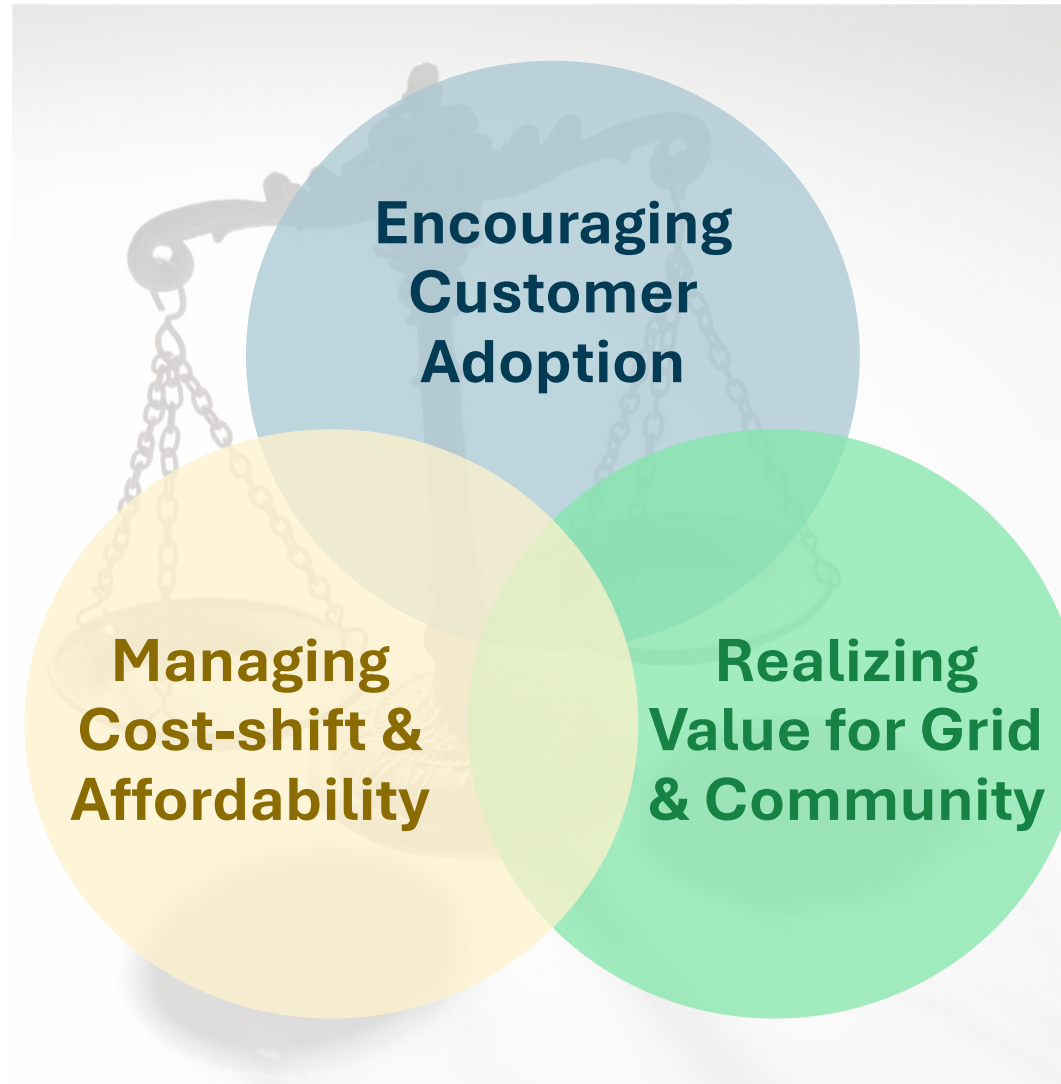 Encouraging
Customer
Adoption
Managing
Cost-shift &
Affordability
Realizing
Value for Grid
& Community